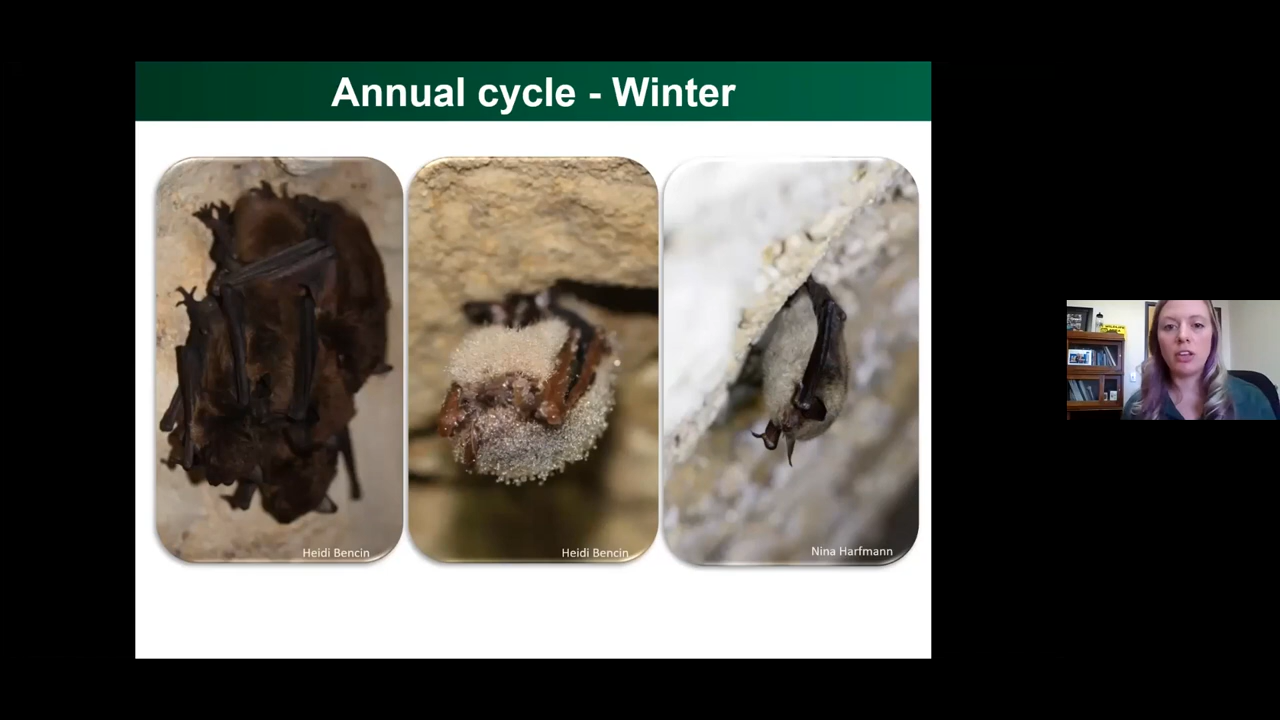 Annual cycle - Winter
Heidi Bencin
Heidi Bencin
Nina Harfmann